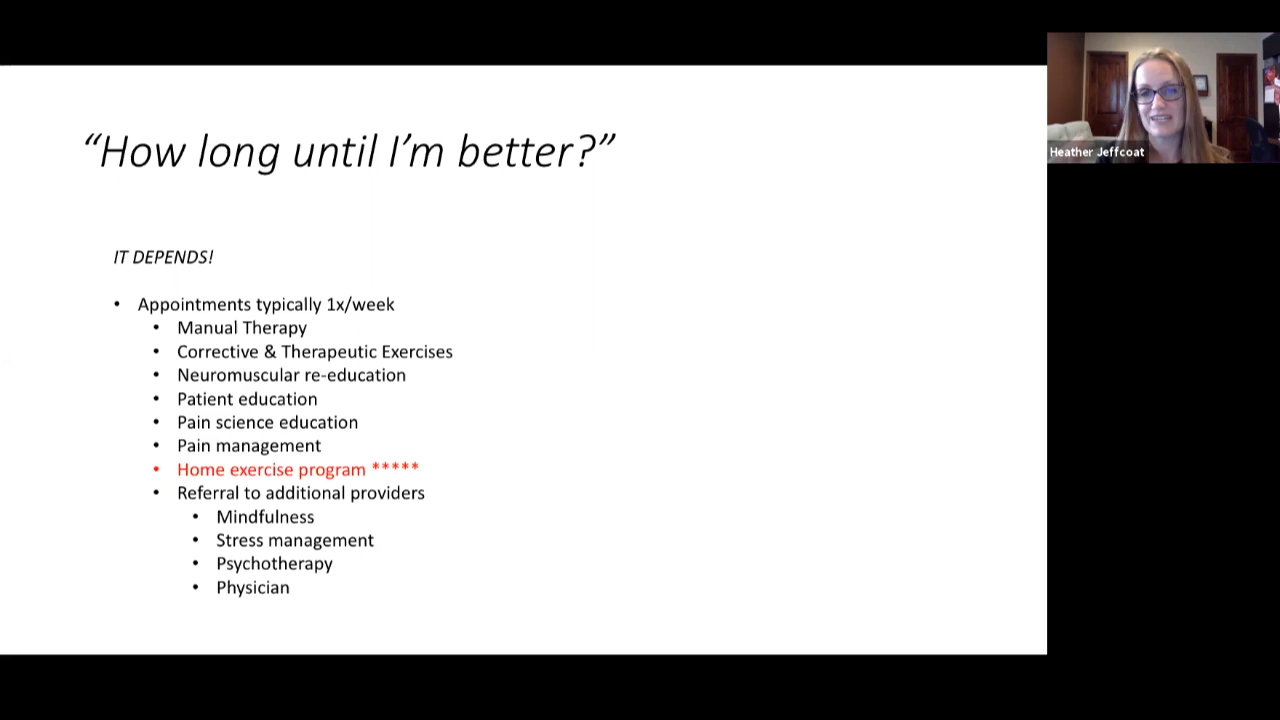 “How long until I’m better?”
IT DEPENDS!
• Appointments typically 1x/week
• Manual Therapy
• Corrective & Therapeutic Exercises
• Neuromuscular re-education
• Patient education
• Pain science education
• Pain management
• Home exercise program *****
• Referral to additional providers
• Mindfulness
• Stress management
• Psychotherapy
• Physician
Heather Jeffcoat